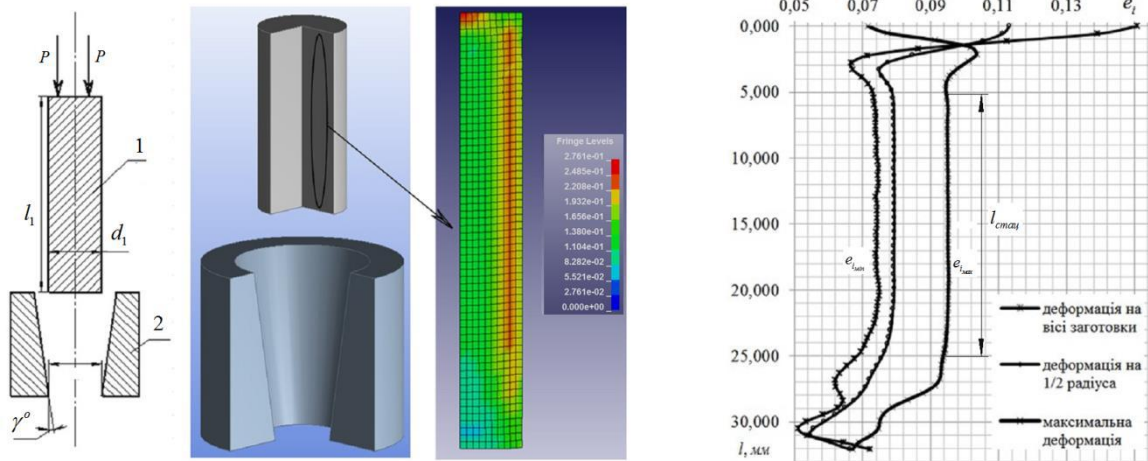 P P
1
l₁
d₁
2
γ°
Fringe Levels
2.761e-01
2.485e-01
2.208e-01
1.932e-01
1.656e-01
1.380e-01
1.104e-01
8.282e-02
5.521e-02
2.761e-02
0.000e+00
0,05 0,07 0,09 0,11 0,13 eᵢ
0,000
5,000
10,000
15,000
20,000
25,000
30,000
l, мм
lстац
eᵢ
eᵢ
деформація на
вісі заготовки
деформація на
1/2 радіуса
максимальна
деформація